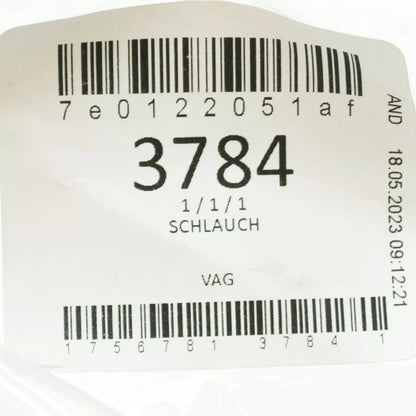 7e0122051af
3784
1/1/1
SCHLAUCH
VAG
1756781 3784 1
AND 18.05.2023 09:12:21